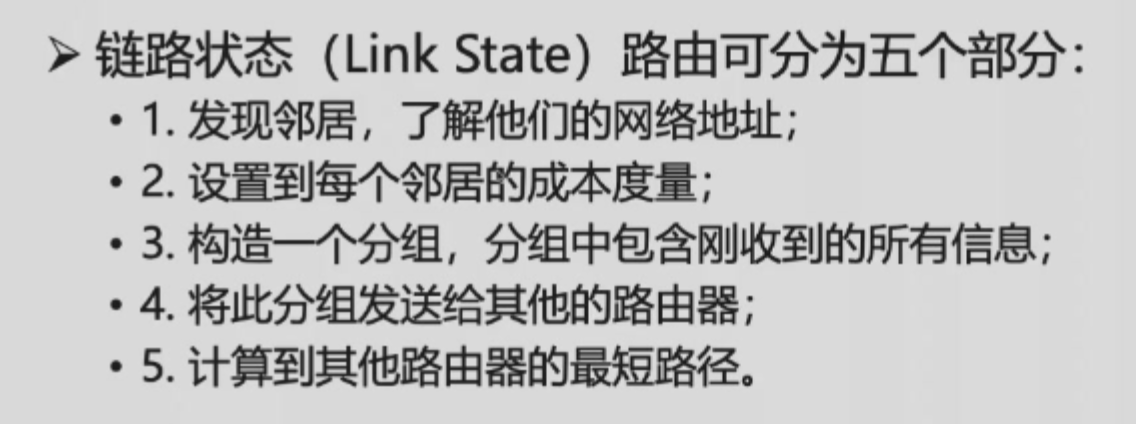 ➢ 链路状态（Link State）路由可分为五个部分：
• 1. 发现邻居，了解他们的网络地址；
• 2. 设置到每个邻居的成本度量；
• 3. 构造一个分组，分组中包含刚收到的所有信息；
• 4. 将此分组发送给其他的路由器；
• 5. 计算到其他路由器的最短路径。